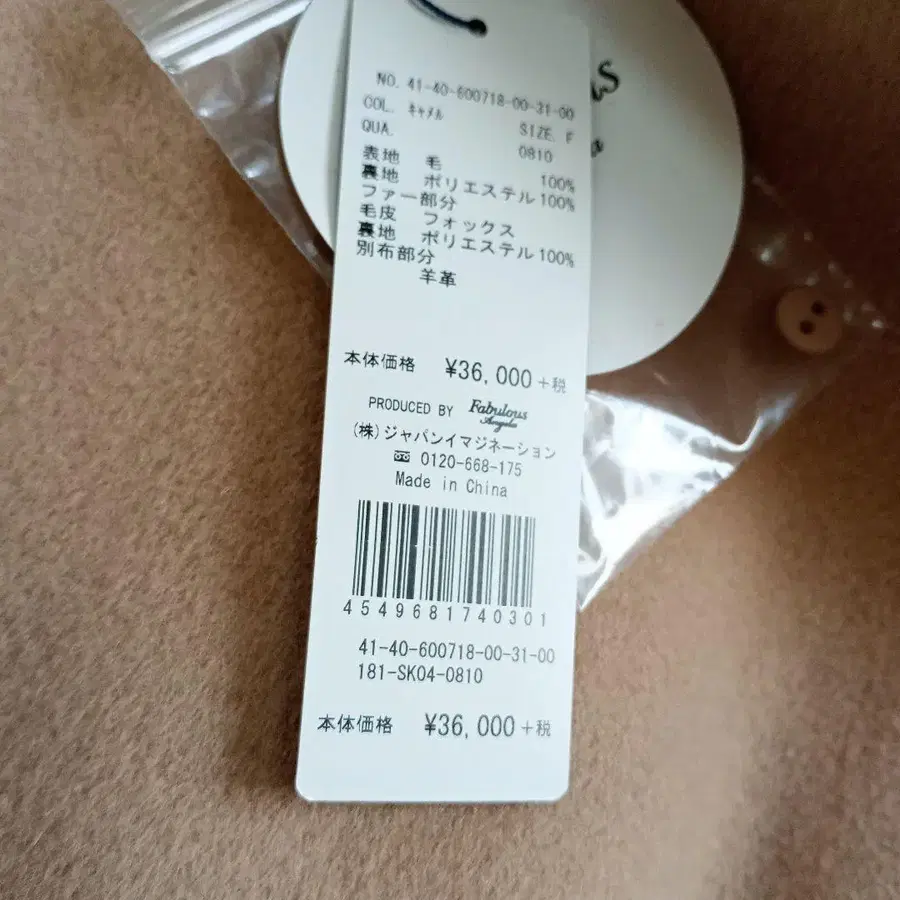 NO. 41-40-600718-00-31-00
COL. キャメル SIZE. F
QUA. 0810
表地 毛 100%
裏地 ポリエステル 100%
ファー部分
毛皮 フォックス
裏地 ポリエステル 100%
別布部分
羊革
本体価格 ¥36,000 +税
PRODUCED BY Fabulous Angela
(株)ジャパンイマジネーション
0120-668-175
Made in China
4549681740301
41-40-600718-00-31-00
181-SK04-0810
本体価格 ¥36,000 +税